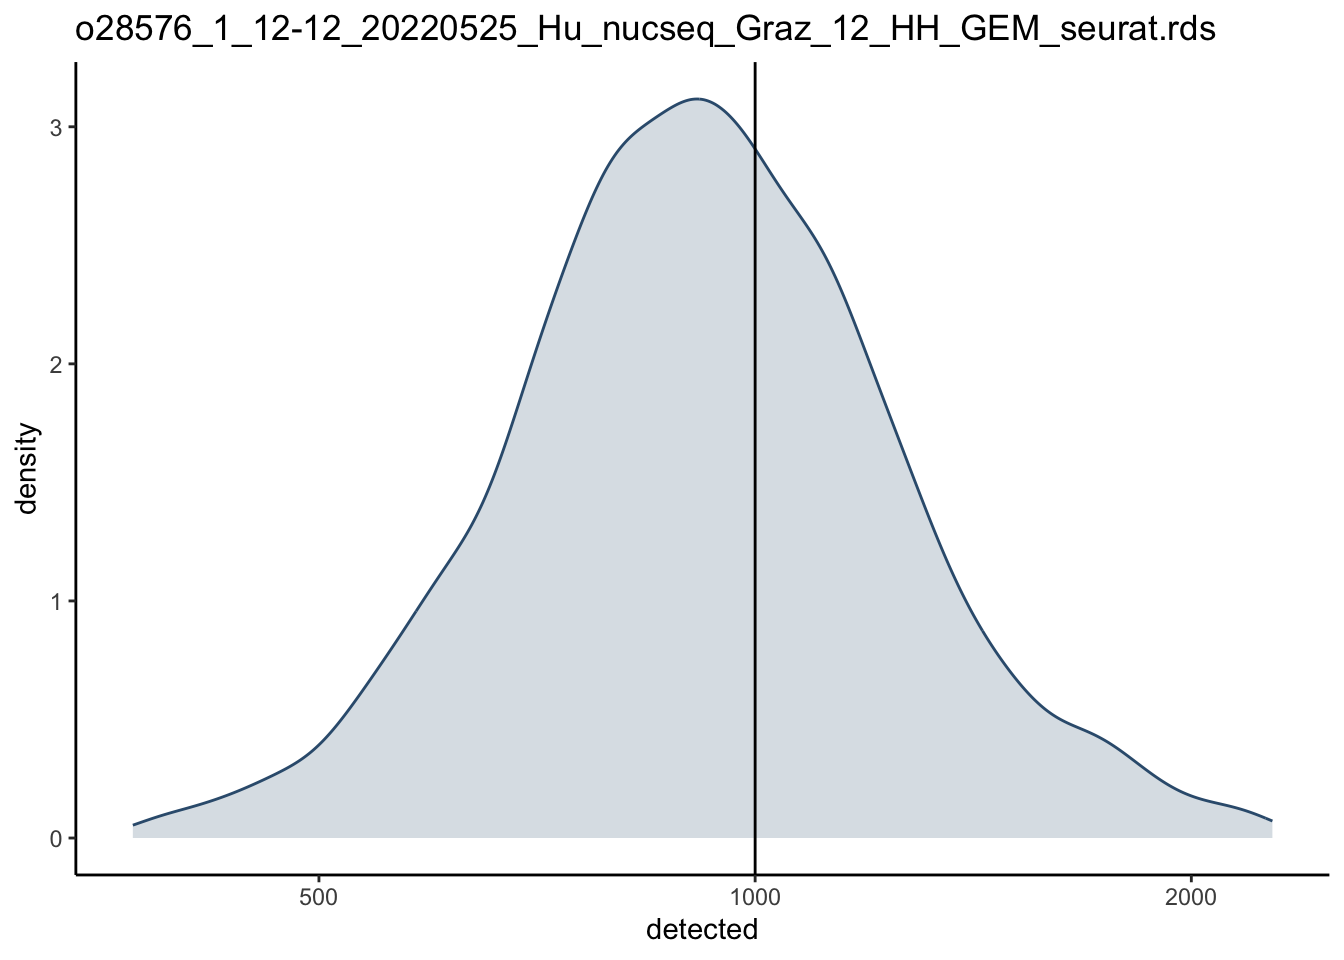 o28576_1_12-12_20220525_Hu_nucseq_Graz_12_HH_GEM_seurat.rds
3
2
1
0
density
500 1000 2000
detected